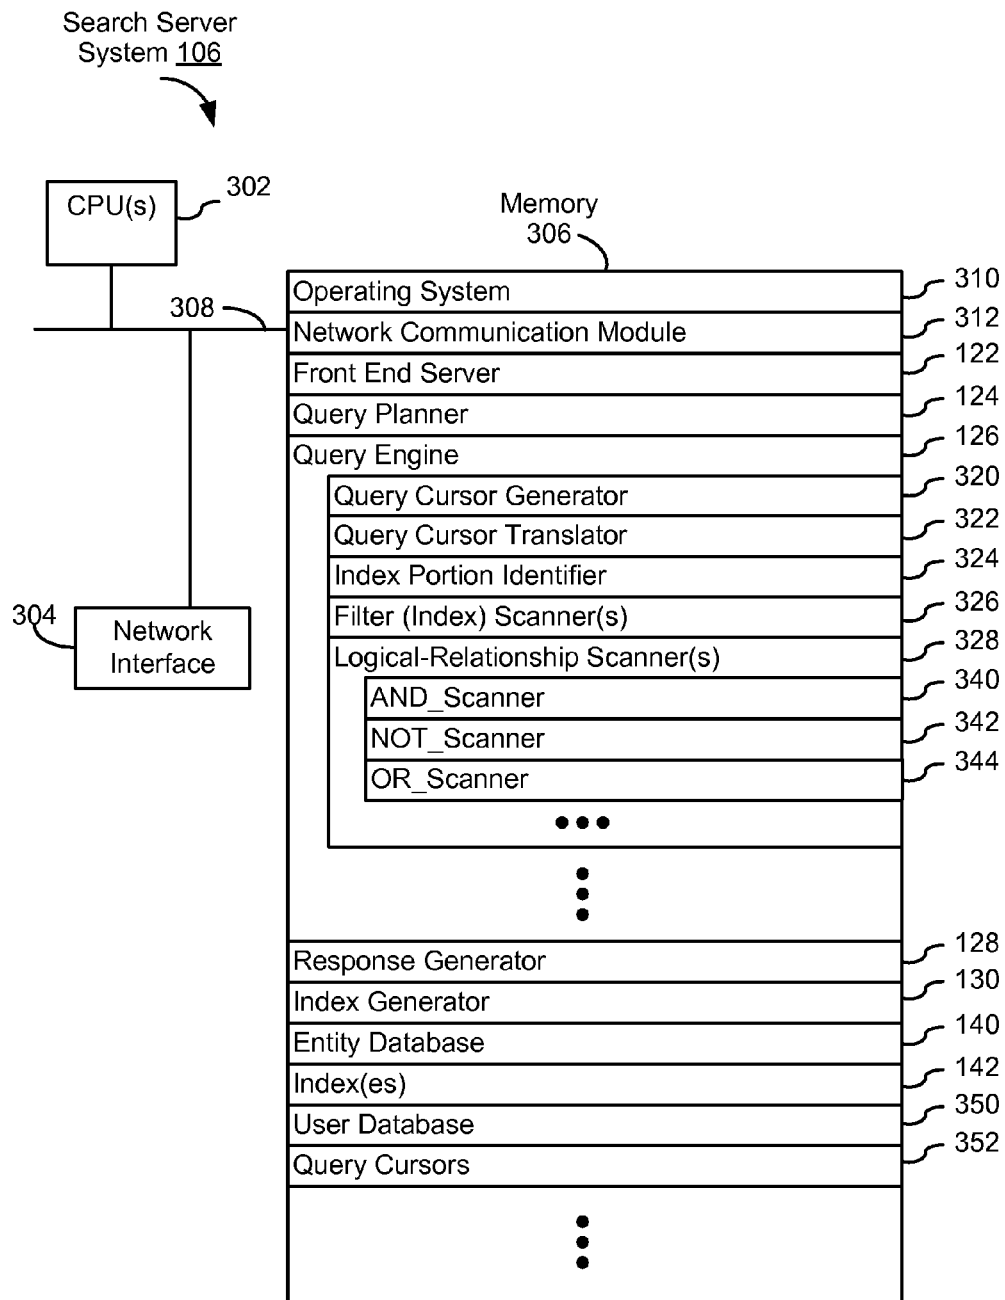 Search Server
System 106
CPU(s)
302
Memory
306
308
Operating System
310
Network Communication Module
312
Front End Server
122
Query Planner
124
Query Engine
126
Query Cursor Generator
320
Query Cursor Translator
322
Index Portion Identifier
324
Filter (Index) Scanner(s)
326
Logical-Relationship Scanner(s)
328
AND_Scanner
340
NOT_Scanner
342
OR_Scanner
344
304
Network
Interface
Response Generator
128
Index Generator
130
Entity Database
140
Index(es)
142
User Database
350
Query Cursors
352